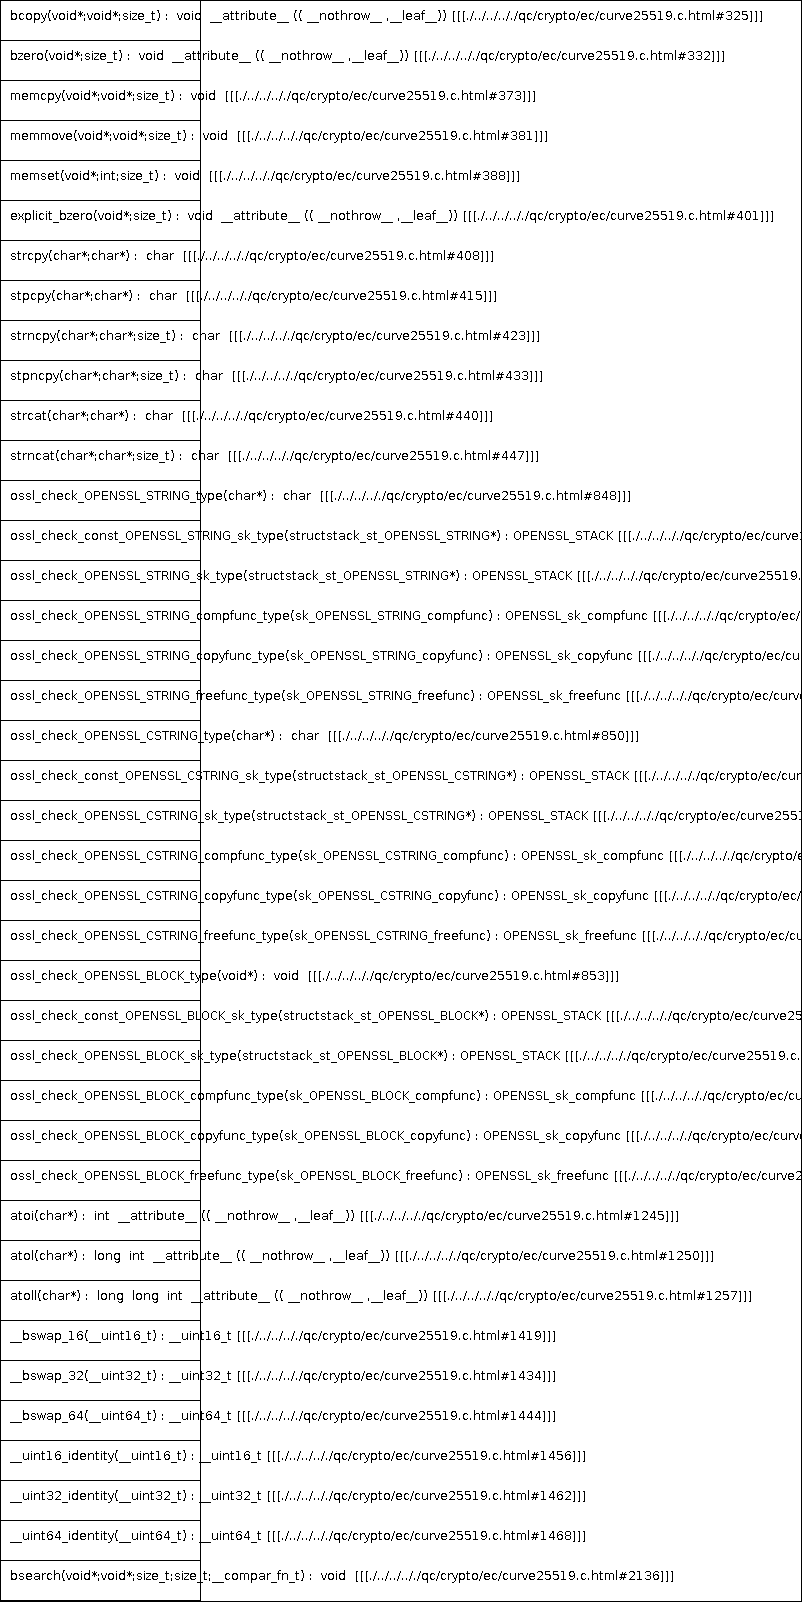 bcopy(void*;void*;size_t) : void __attribute__ (( __nothrow__ ,__leaf__)) [[[./../../.././qc/crypto/ec/curve25519.c.html#325]]]
bzero(void*;size_t) : void __attribute__ (( __nothrow__ ,__leaf__)) [[[./../../.././qc/crypto/ec/curve25519.c.html#332]]]
memcpy(void*;void*;size_t) : void [[[./../../.././qc/crypto/ec/curve25519.c.html#373]]]
memmove(void*;void*;size_t) : void [[[./../../.././qc/crypto/ec/curve25519.c.html#381]]]
memset(void*;int;size_t) : void [[[./../../.././qc/crypto/ec/curve25519.c.html#388]]]
explicit_bzero(void*;size_t) : void __attribute__ (( __nothrow__ ,__leaf__)) [[[./../../.././qc/crypto/ec/curve25519.c.html#401]]]
strcpy(char*;char*) : char [[[./../../.././qc/crypto/ec/curve25519.c.html#408]]]
stpcpy(char*;char*) : char [[[./../../.././qc/crypto/ec/curve25519.c.html#415]]]
strncpy(char*;char*;size_t) : char [[[./../../.././qc/crypto/ec/curve25519.c.html#423]]]
stpncpy(char*;char*;size_t) : char [[[./../../.././qc/crypto/ec/curve25519.c.html#433]]]
strcat(char*;char*) : char [[[./../../.././qc/crypto/ec/curve25519.c.html#440]]]
strncat(char*;char*;size_t) : char [[[./../../.././qc/crypto/ec/curve25519.c.html#447]]]
ossl_check_OPENSSL_STRING_type(char*) : char [[[./../../.././qc/crypto/ec/curve25519.c.html#848]]]
ossl_check_const_OPENSSL_STRING_sk_type(structstack_st_OPENSSL_STRING*) : OPENSSL_STACK [[[./../../.././qc/crypto/ec/curve
ossl_check_OPENSSL_STRING_sk_type(structstack_st_OPENSSL_STRING*) : OPENSSL_STACK [[[./../../.././qc/crypto/ec/curve25519.
ossl_check_OPENSSL_STRING_compfunc_type(sk_OPENSSL_STRING_compfunc) : OPENSSL_sk_compfunc [[[./../../.././qc/crypto/ec/
ossl_check_OPENSSL_STRING_copyfunc_type(sk_OPENSSL_STRING_copyfunc) : OPENSSL_sk_copyfunc [[[./../../.././qc/crypto/ec/cu
ossl_check_OPENSSL_STRING_freefunc_type(sk_OPENSSL_STRING_freefunc) : OPENSSL_sk_freefunc [[[./../../.././qc/crypto/ec/curve
ossl_check_OPENSSL_CSTRING_type(char*) : char [[[./../../.././qc/crypto/ec/curve25519.c.html#850]]]
ossl_check_const_OPENSSL_CSTRING_sk_type(structstack_st_OPENSSL_CSTRING*) : OPENSSL_STACK [[[./../../.././qc/crypto/ec/cur
ossl_check_OPENSSL_CSTRING_sk_type(structstack_st_OPENSSL_CSTRING*) : OPENSSL_STACK [[[./../../.././qc/crypto/ec/curve2551
ossl_check_OPENSSL_CSTRING_compfunc_type(sk_OPENSSL_CSTRING_compfunc) : OPENSSL_sk_compfunc [[[./../../.././qc/crypto/e
ossl_check_OPENSSL_CSTRING_copyfunc_type(sk_OPENSSL_CSTRING_copyfunc) : OPENSSL_sk_copyfunc [[[./../../.././qc/crypto/ec/
ossl_check_OPENSSL_CSTRING_freefunc_type(sk_OPENSSL_CSTRING_freefunc) : OPENSSL_sk_freefunc [[[./../../.././qc/crypto/ec/cu
ossl_check_OPENSSL_BLOCK_type(void*) : void [[[./../../.././qc/crypto/ec/curve25519.c.html#853]]]
ossl_check_const_OPENSSL_BLOCK_sk_type(structstack_st_OPENSSL_BLOCK*) : OPENSSL_STACK [[[./../../.././qc/crypto/ec/curve25
ossl_check_OPENSSL_BLOCK_sk_type(structstack_st_OPENSSL_BLOCK*) : OPENSSL_STACK [[[./../../.././qc/crypto/ec/curve25519.c.
ossl_check_OPENSSL_BLOCK_compfunc_type(sk_OPENSSL_BLOCK_compfunc) : OPENSSL_sk_compfunc [[[./../../.././qc/crypto/ec/cu
ossl_check_OPENSSL_BLOCK_copyfunc_type(sk_OPENSSL_BLOCK_copyfunc) : OPENSSL_sk_copyfunc [[[./../../.././qc/crypto/ec/curve
ossl_check_OPENSSL_BLOCK_freefunc_type(sk_OPENSSL_BLOCK_freefunc) : OPENSSL_sk_freefunc [[[./../../.././qc/crypto/ec/curve2
atoi(char*) : int __attribute__ (( __nothrow__ ,__leaf__)) [[[./../../.././qc/crypto/ec/curve25519.c.html#1245]]]
atol(char*) : long int __attribute__ (( __nothrow__ ,__leaf__)) [[[./../../.././qc/crypto/ec/curve25519.c.html#1250]]]
atoll(char*) : long long int __attribute__ (( __nothrow__ ,__leaf__)) [[[./../../.././qc/crypto/ec/curve25519.c.html#1257]]]
__bswap_16(__uint16_t) : __uint16_t [[[./../../.././qc/crypto/ec/curve25519.c.html#1419]]]
__bswap_32(__uint32_t) : __uint32_t [[[./../../.././qc/crypto/ec/curve25519.c.html#1434]]]
__bswap_64(__uint64_t) : __uint64_t [[[./../../.././qc/crypto/ec/curve25519.c.html#1444]]]
__uint16_identity(__uint16_t) : __uint16_t [[[./../../.././qc/crypto/ec/curve25519.c.html#1456]]]
__uint32_identity(__uint32_t) : __uint32_t [[[./../../.././qc/crypto/ec/curve25519.c.html#1462]]]
__uint64_identity(__uint64_t) : __uint64_t [[[./../../.././qc/crypto/ec/curve25519.c.html#1468]]]
bsearch(void*;void*;size_t;size_t;__compar_fn_t) : void [[[./../../.././qc/crypto/ec/curve25519.c.html#2136]]]